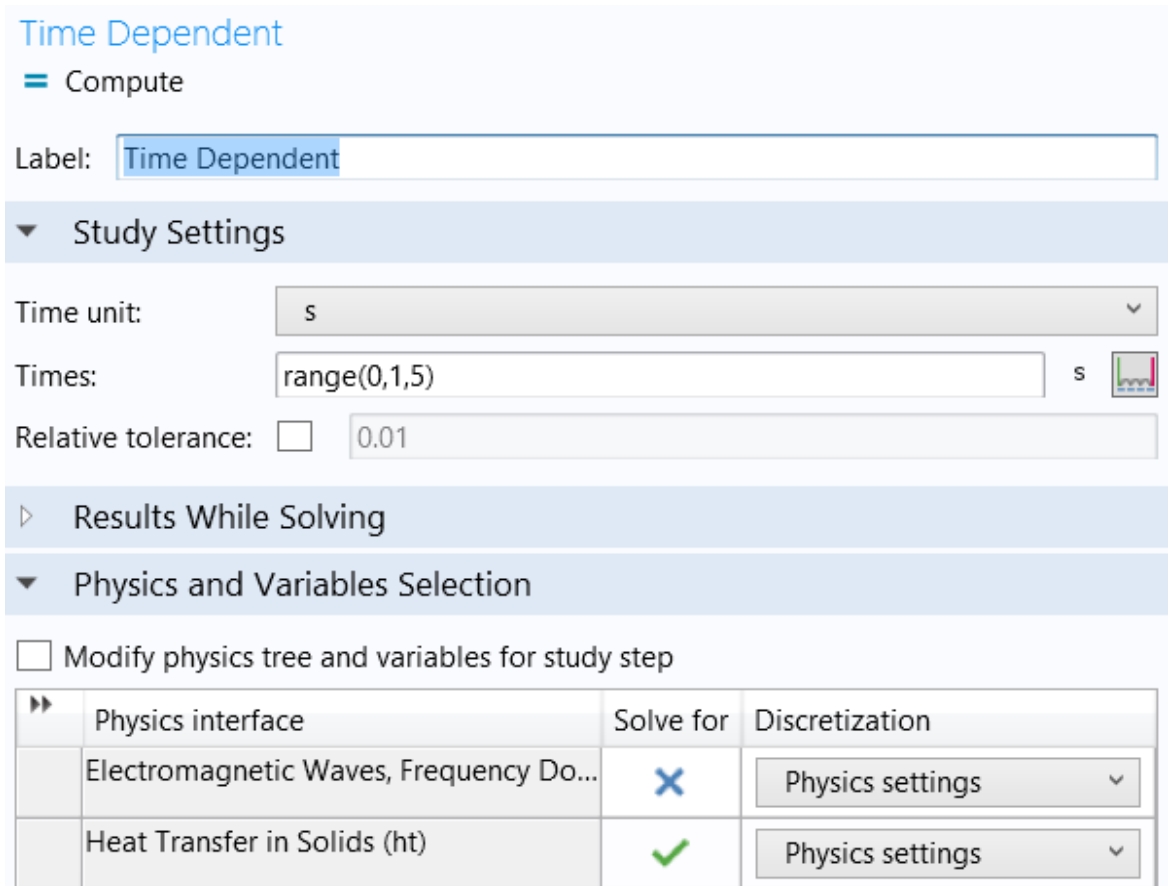 Time Dependent
= Compute
Label: Time Dependent
Study Settings
Time unit: s
Times: range(0,1,5) s
Relative tolerance: 0.01
Results While Solving
Physics and Variables Selection
Modify physics tree and variables for study step
Physics interface Solve for Discretization
Electromagnetic Waves, Frequency Do... Physics settings
Heat Transfer in Solids (ht) Physics settings